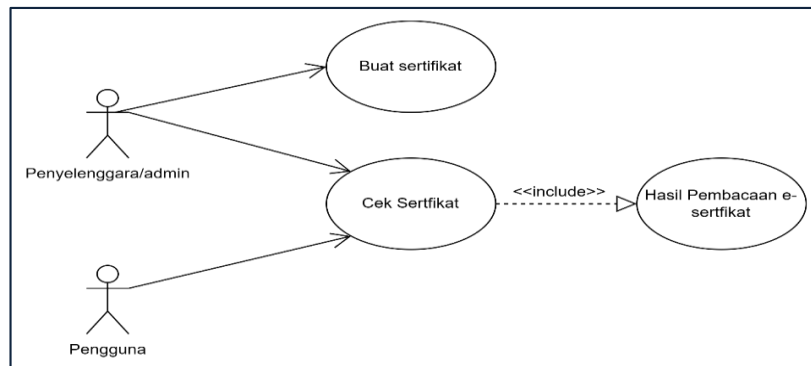 Buat sertifikat
Penyelenggara/admin
Cek Sertfikat
<<include>>
Hasil Pembacaan e-
sertfikat
Pengguna